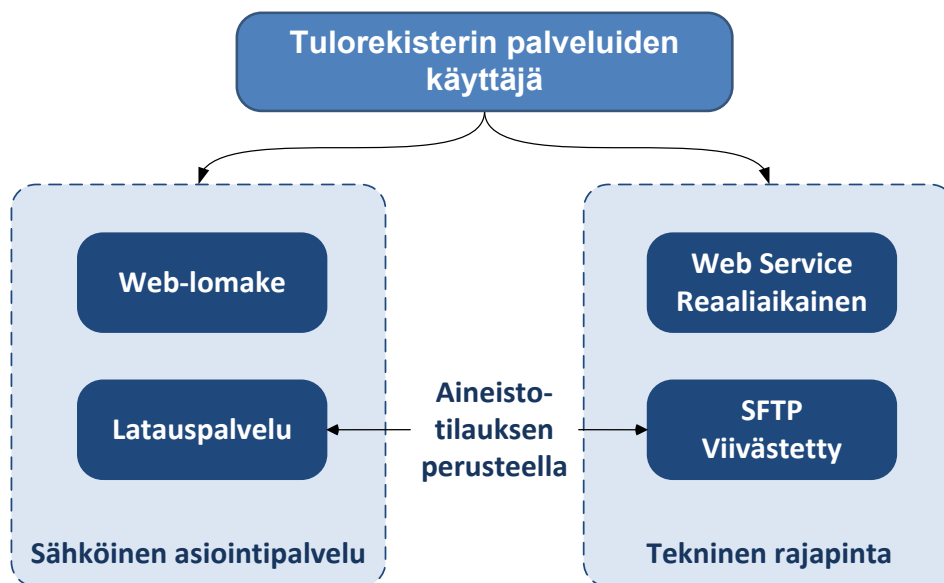 Tulorekisterin palveluiden
käyttäjä
Web-lomake
Latauspalvelu
Sähköinen asiointipalvelu
Aineisto-
tilauksen
perusteella
Web Service
Reaaliaikainen
SFTP
Viivästetty
Tekninen rajapinta